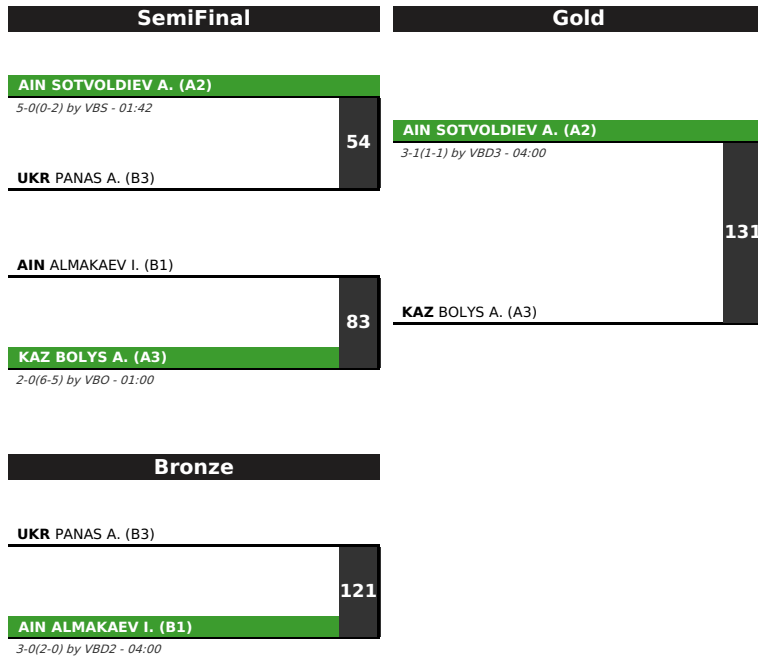 SemiFinal
AIN SOTVOLDIEV A. (A2)
5-0(0-2) by VBS - 01:42
54
UKR PANAS A. (B3)
AIN ALMAKAEV I. (B1)
83
KAZ BOLYS A. (A3)
2-0(6-5) by VBO - 01:00
Gold
AIN SOTVOLDIEV A. (A2)
3-1(1-1) by VBD3 - 04:00
131
KAZ BOLYS A. (A3)
Bronze
UKR PANAS A. (B3)
121
AIN ALMAKAEV I. (B1)
3-0(2-0) by VBD2 - 04:00